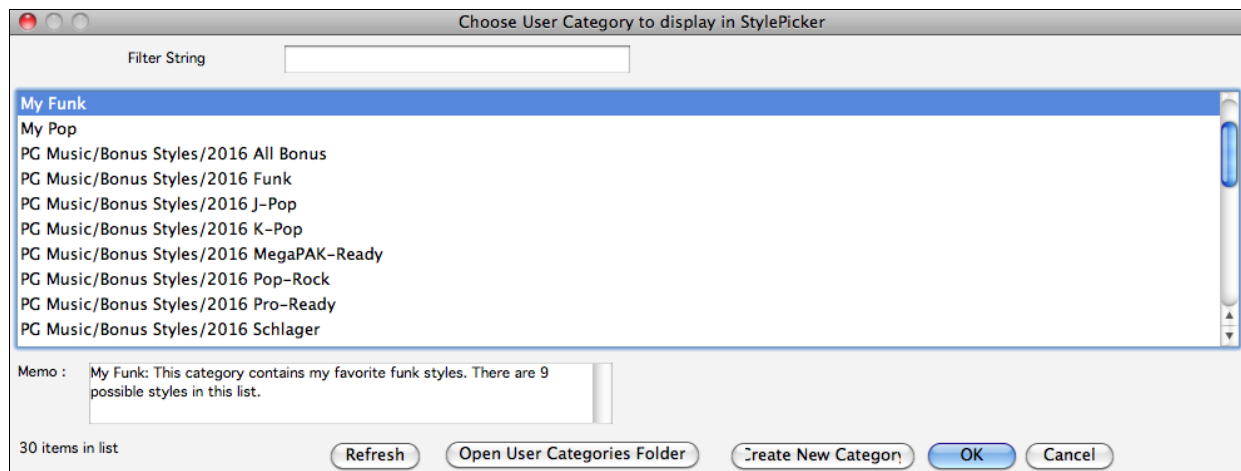 Choose User Category to display in StylePicker
Filter String
My Funk
My Pop
PG Music/Bonus Styles/2016 All Bonus
PG Music/Bonus Styles/2016 Funk
PG Music/Bonus Styles/2016 J-Pop
PG Music/Bonus Styles/2016 K-Pop
PG Music/Bonus Styles/2016 MegaPAK-Ready
PG Music/Bonus Styles/2016 Pop-Rock
PG Music/Bonus Styles/2016 Pro-Ready
PG Music/Bonus Styles/2016 Schlager
Memo :
My Funk: This category contains my favorite funk styles. There are 9
possible styles in this list.
30 items in list
Refresh
Open User Categories Folder
Create New Category
OK
Cancel